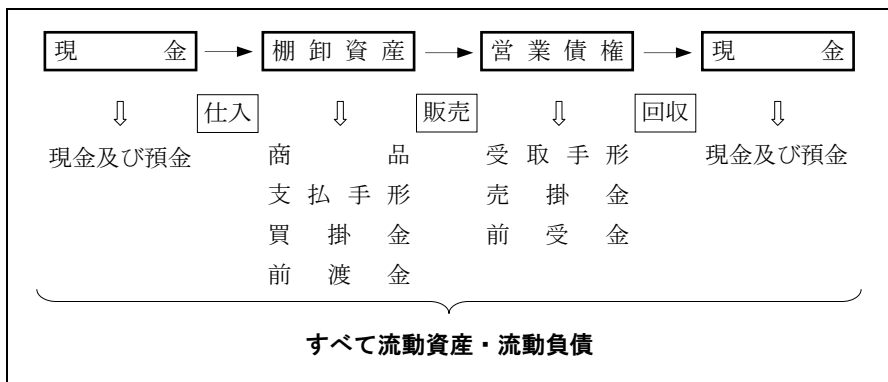 現金 → 棚卸資産 → 営業債権 → 現金
⇩ 仕入 ⇩ 販売 ⇩ 回収 ⇩
現金及び預金 商品 受取手形 現金及び預金
支払手形 売掛金
買掛金 前受金
前渡金
すべて流動資産・流動負債